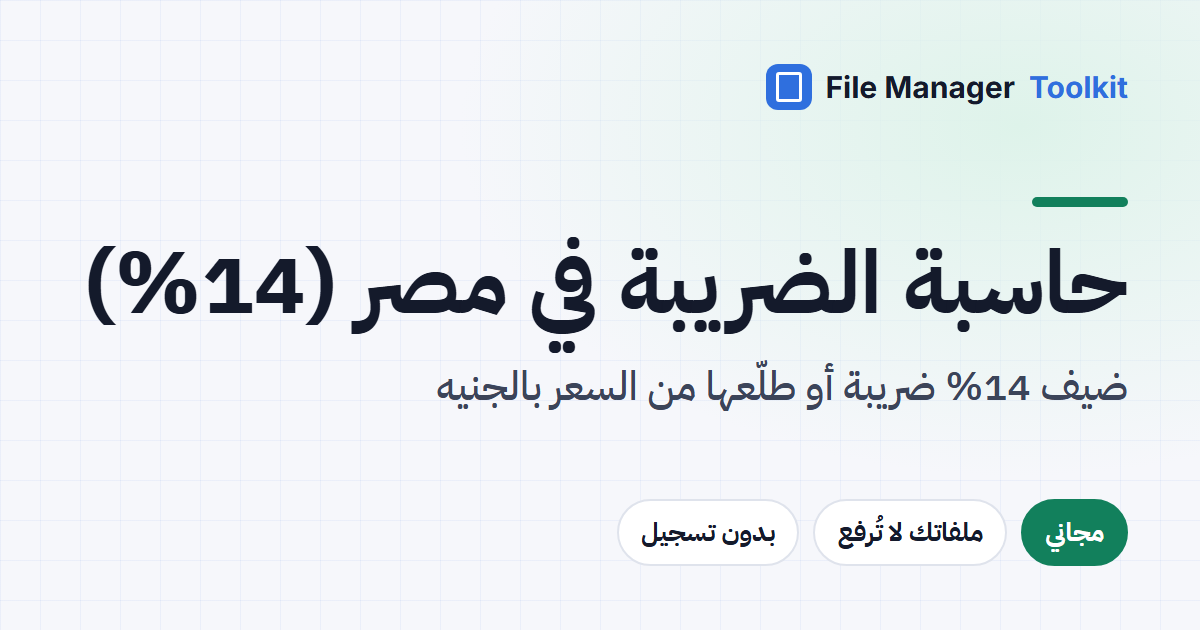 File Manager Toolkit
حاسبة الضريبة في مصر (14%)
ضيف 14% ضريبة أو طلّعها من السعر بالجنيه
مجاني
ملفاتك لا تُرفع
بدون تسجيل